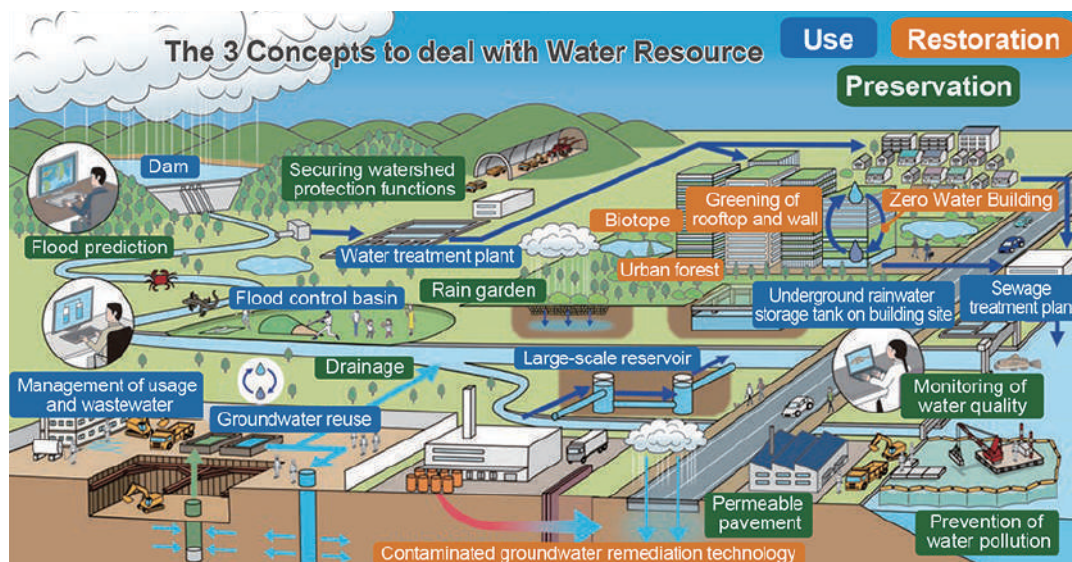 The 3 Concepts to deal with Water Resource
Use
Restoration
Preservation
Dam
Securing watershed
protection functions
Flood prediction
Water treatment plant
Biotope
Greening of
rooftop and wall
Zero Water Building
Urban forest
Rain garden
Flood control basin
Underground rainwater
storage tank on building site
Sewage
treatment plant
Drainage
Large-scale reservoir
Management of usage
and wastewater
Groundwater reuse
Monitoring of
water quality
Permeable
pavement
Prevention of
water pollution
Contaminated groundwater remediation technology